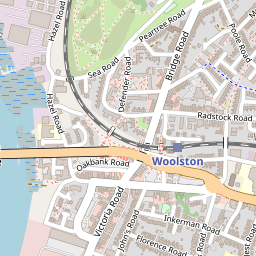 Hazel Road
Peartree Road
Poole Road
Bridge Road
Sea Road
Defender Road
Hazel Road
Radstock Road
Woolston
Oakbank Road
Victoria Road
Inkerman Road
John's Road
Florence Road